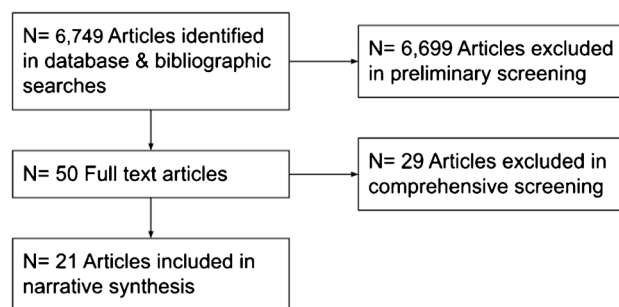 N= 6,749 Articles identified
in database & bibliographic
searches
N= 6,699 Articles excluded
in preliminary screening
N= 50 Full text articles
N= 29 Articles excluded in
comprehensive screening
N= 21 Articles included in
narrative synthesis